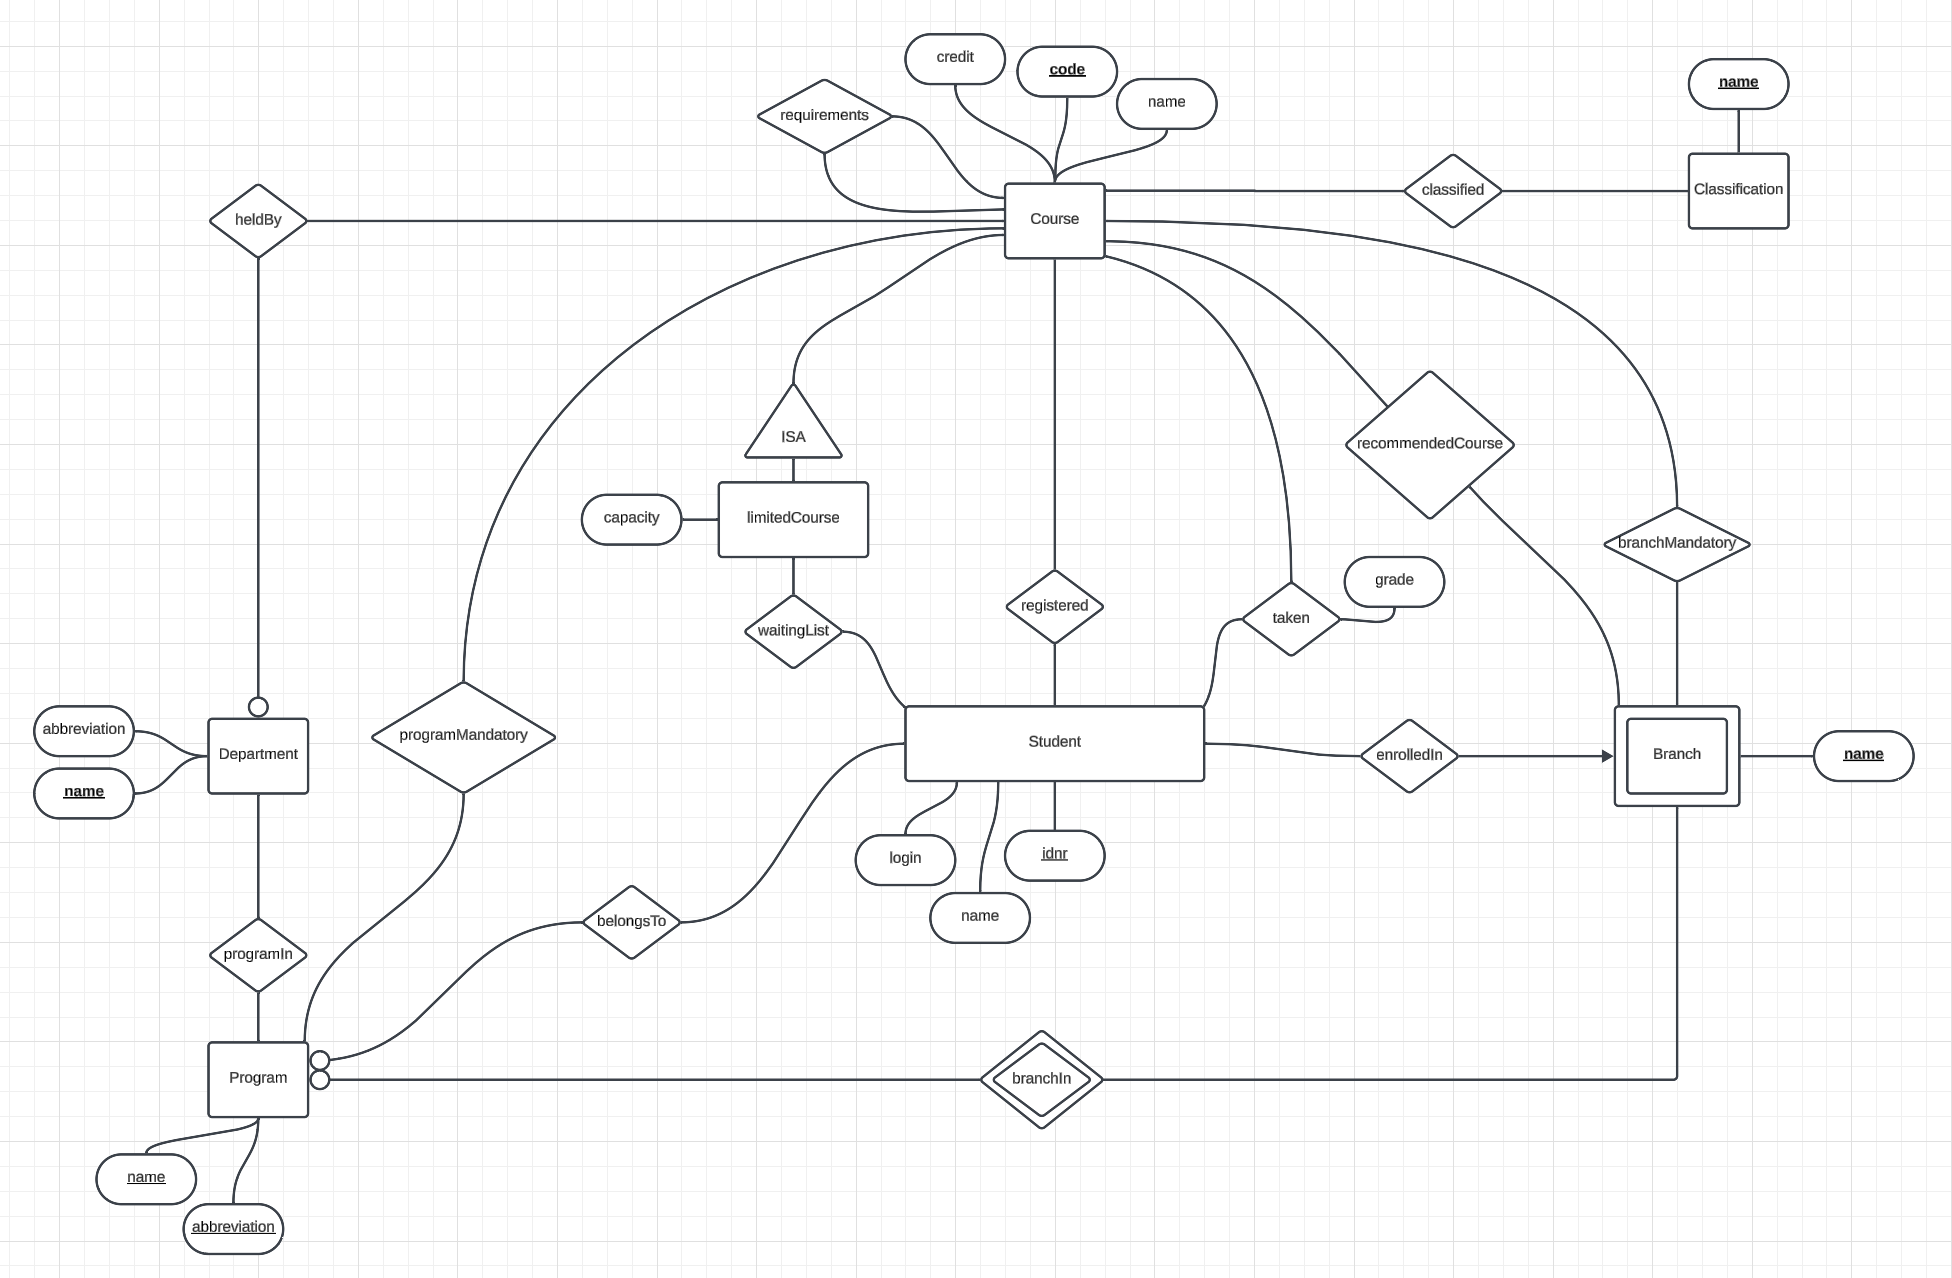 credit
code
name
name
requirements
classified
Classification
heldBy
Course
ISA
recommendedCourse
capacity
limitedCourse
branchMandatory
grade
registered
taken
waitingList
abbreviation
programMandatory
Student
Department
enrolledIn
Branch
name
name
login
idnr
name
belongsTo
programIn
Program
branchIn
name
abbreviation